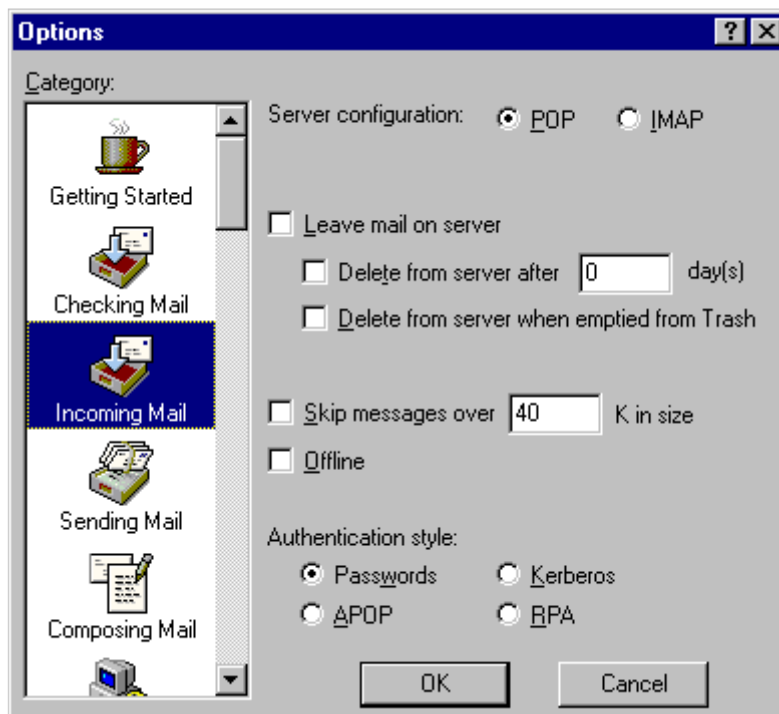 Options
Category:
Getting Started
Checking Mail
Incoming Mail
Sending Mail
Composing Mail
Server configuration: POP IMAP
Leave mail on server
Delete from server after 0 day(s)
Delete from server when emptied from Trash
Skip messages over 40 K in size
Offline
Authentication style:
Passwords Kerberos
APOP RPA
OK Cancel